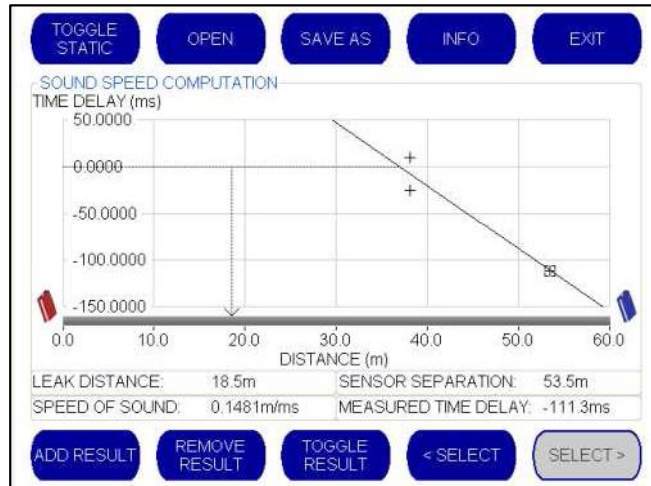 TOGGLE STATIC
OPEN
SAVE AS
INFO
EXIT
SOUND SPEED COMPUTATION
TIME DELAY (ms)
50.0000
0.0000
-50.0000
-100.0000
-150.0000
0.0 10.0 20.0 30.0 40.0 50.0 60.0
DISTANCE (m)
LEAK DISTANCE: 18.5m SENSOR SEPARATION: 53.5m
SPEED OF SOUND: 0.1481m/ms MEASURED TIME DELAY: -111.3ms
ADD RESULT
REMOVE RESULT
TOGGLE RESULT
< SELECT
SELECT >